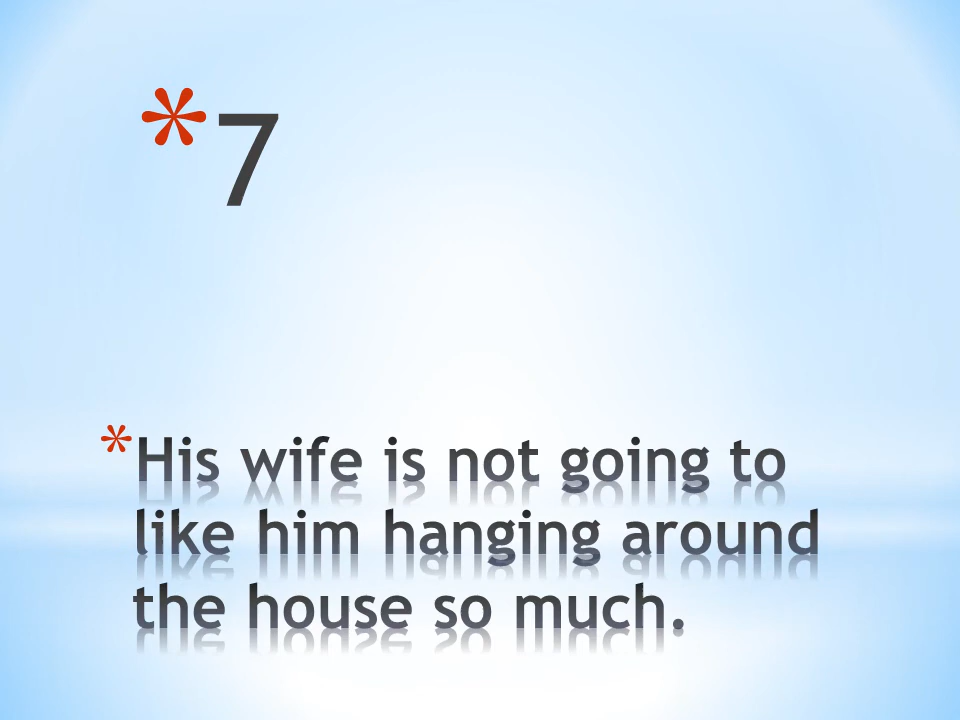 *7
*His wife is not going to
like him hanging around
the house so much.